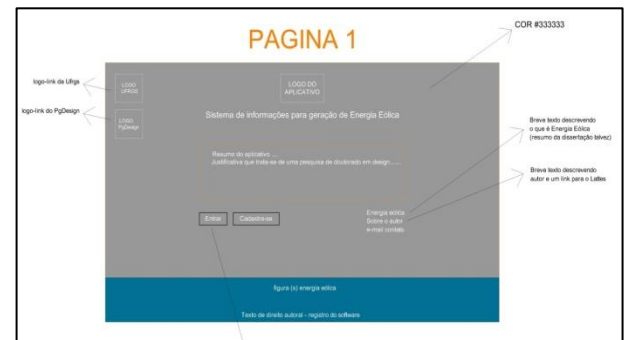 PAGINA 1
COR #333333
logo-link da Ufrgs
LOGO
UFRGS
LOGO DO
APLICATIVO
logo-link do PgDesign
LOGO
PgDesign
Sistema de informações para geração de Energia Eólica
Breve texto descrevendo
o que é Energia Eólica
(resumo da dissertação talvez)
Resumo do aplicativo ....
Justificativa que trata-se de uma pesquisa de doutorado em design......
Breve texto descrevendo
autor e um link para o Lattes
Entrar
Cadastre-se
Energia eólica
Sobre o autor
e-mail contato
figura (s) energia eólica
Texto de direito autoral - registro do software